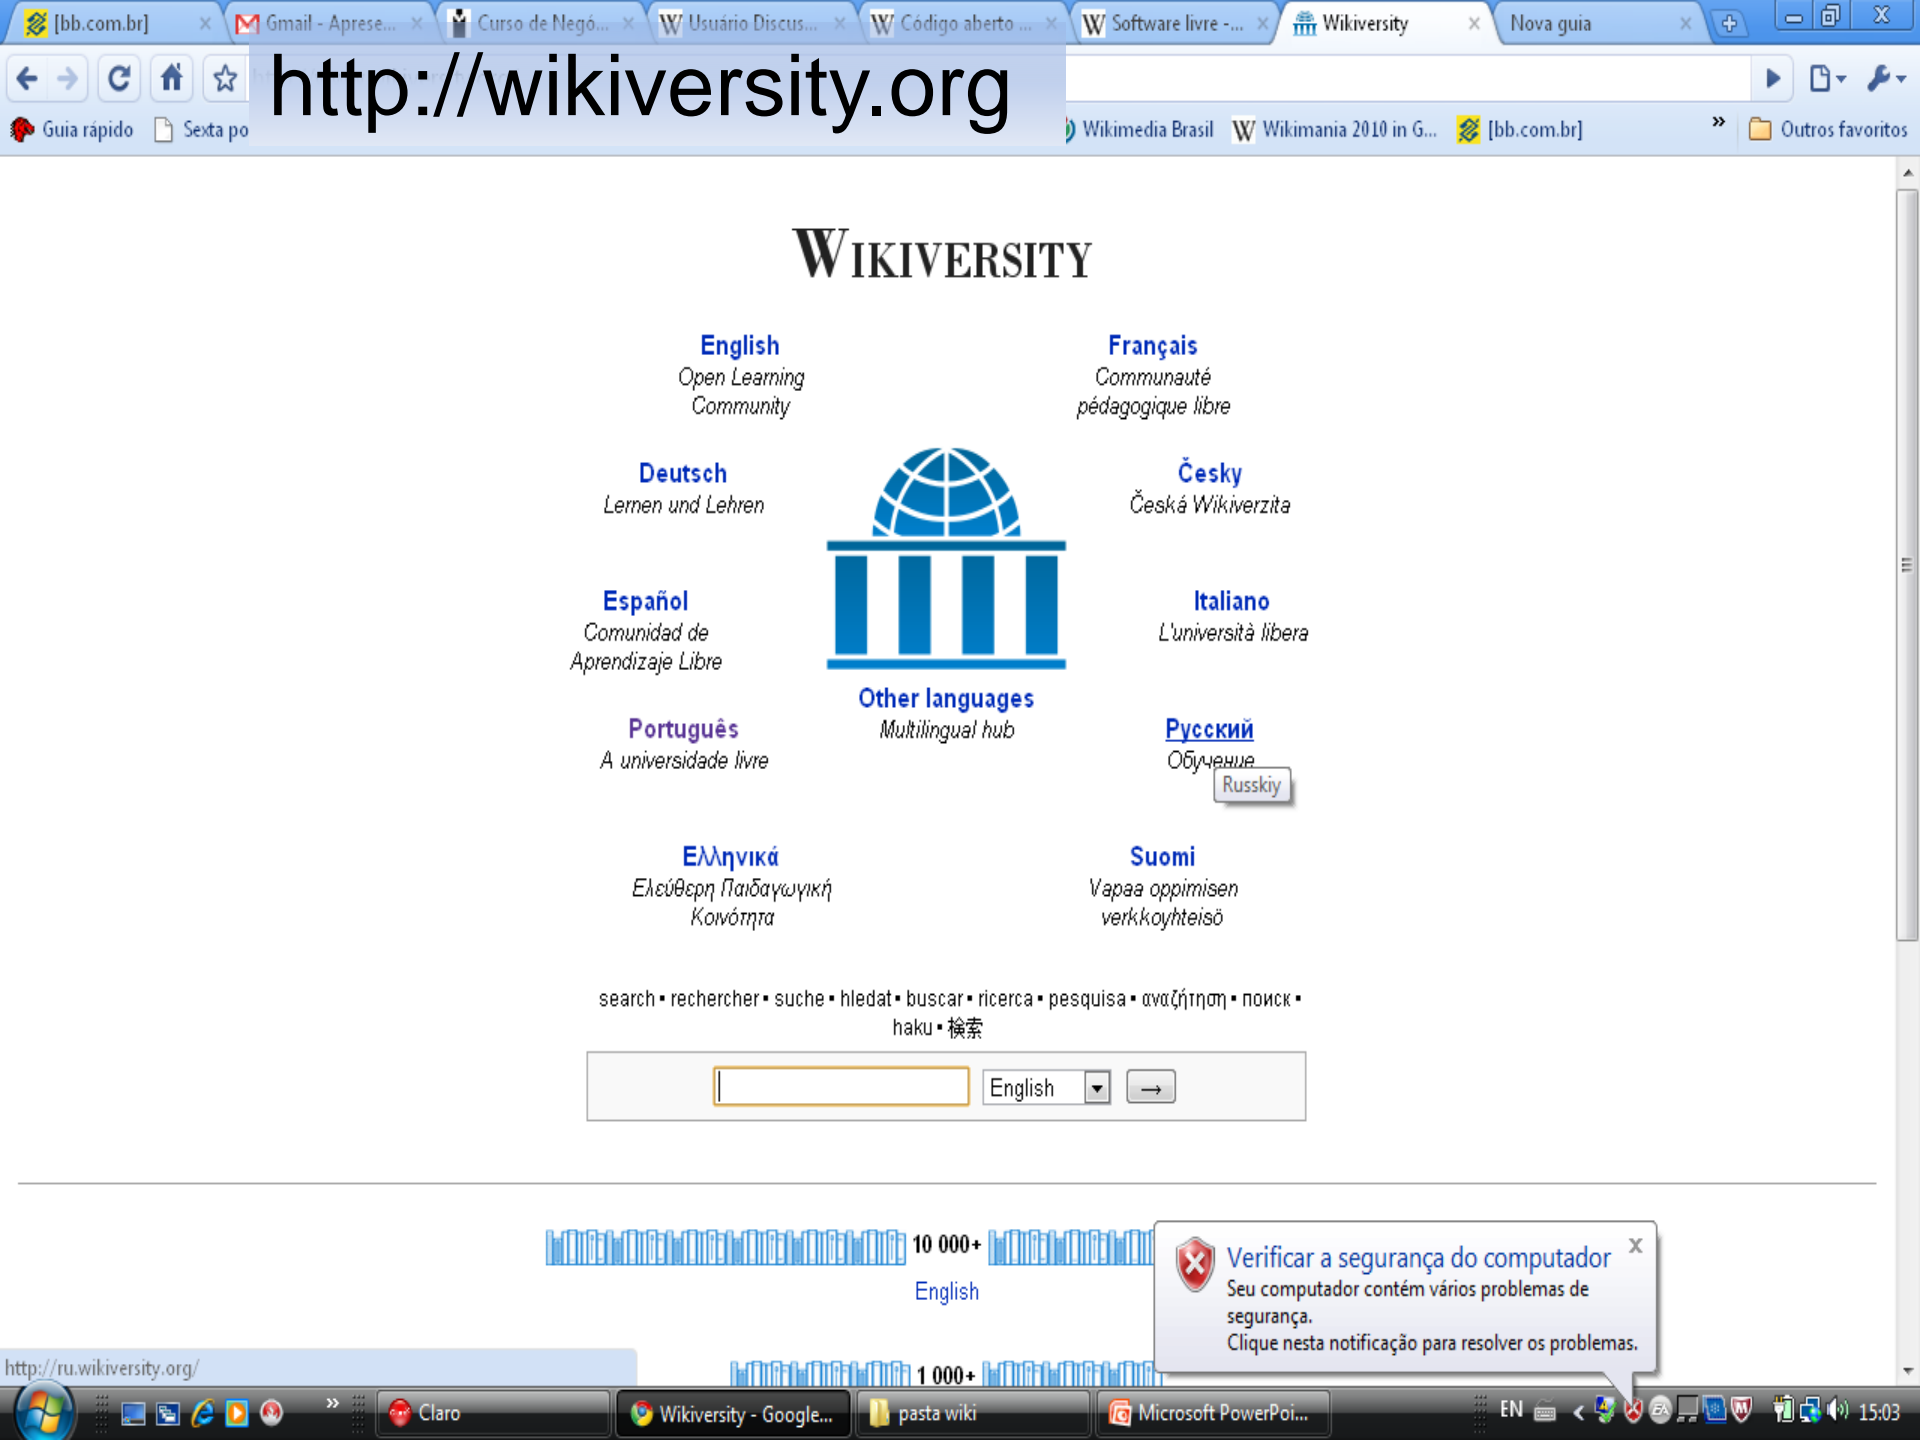 [bb.com.br]
Gmail - Aprese...
Curso de Negó...
Usuário Discus...
Código aberto ...
Software livre -...
Wikiversity
Nova guia
http://wikiversity.org
Guia rápido
Sexta po
Wikimedia Brasil
Wikimania 2010 in G...
[bb.com.br]
»
Outros favoritos
WIKIVERSITY
English
Open Learning
Community
Français
Communauté
pédagogique libre
Deutsch
Lernen und Lehren
Česky
Česká Wikiverzita
Español
Comunidad de
Aprendizaje Libre
Italiano
L'università libera
Other languages
Multilingual hub
Português
A universidade livre
Русский
Обучение
Russkiy
Ελληνικά
Ελεύθερη Παιδαγωγική
Κοινότητα
Suomi
Vapaa oppimisen
verkkoyhteisö
search ▪ rechercher ▪ suche ▪ hledat ▪ buscar ▪ ricerca ▪ pesquisa ▪ αναζήτηση ▪ поиск ▪
haku ▪ 検索
English
→
10 000+
English
1 000+
Verificar a segurança do computador
Seu computador contém vários problemas de
segurança.
Clique nesta notificação para resolver os problemas.
http://ru.wikiversity.org/
»
Claro
Wikiversity - Google...
pasta wiki
Microsoft PowerPoi...
EN
15:03